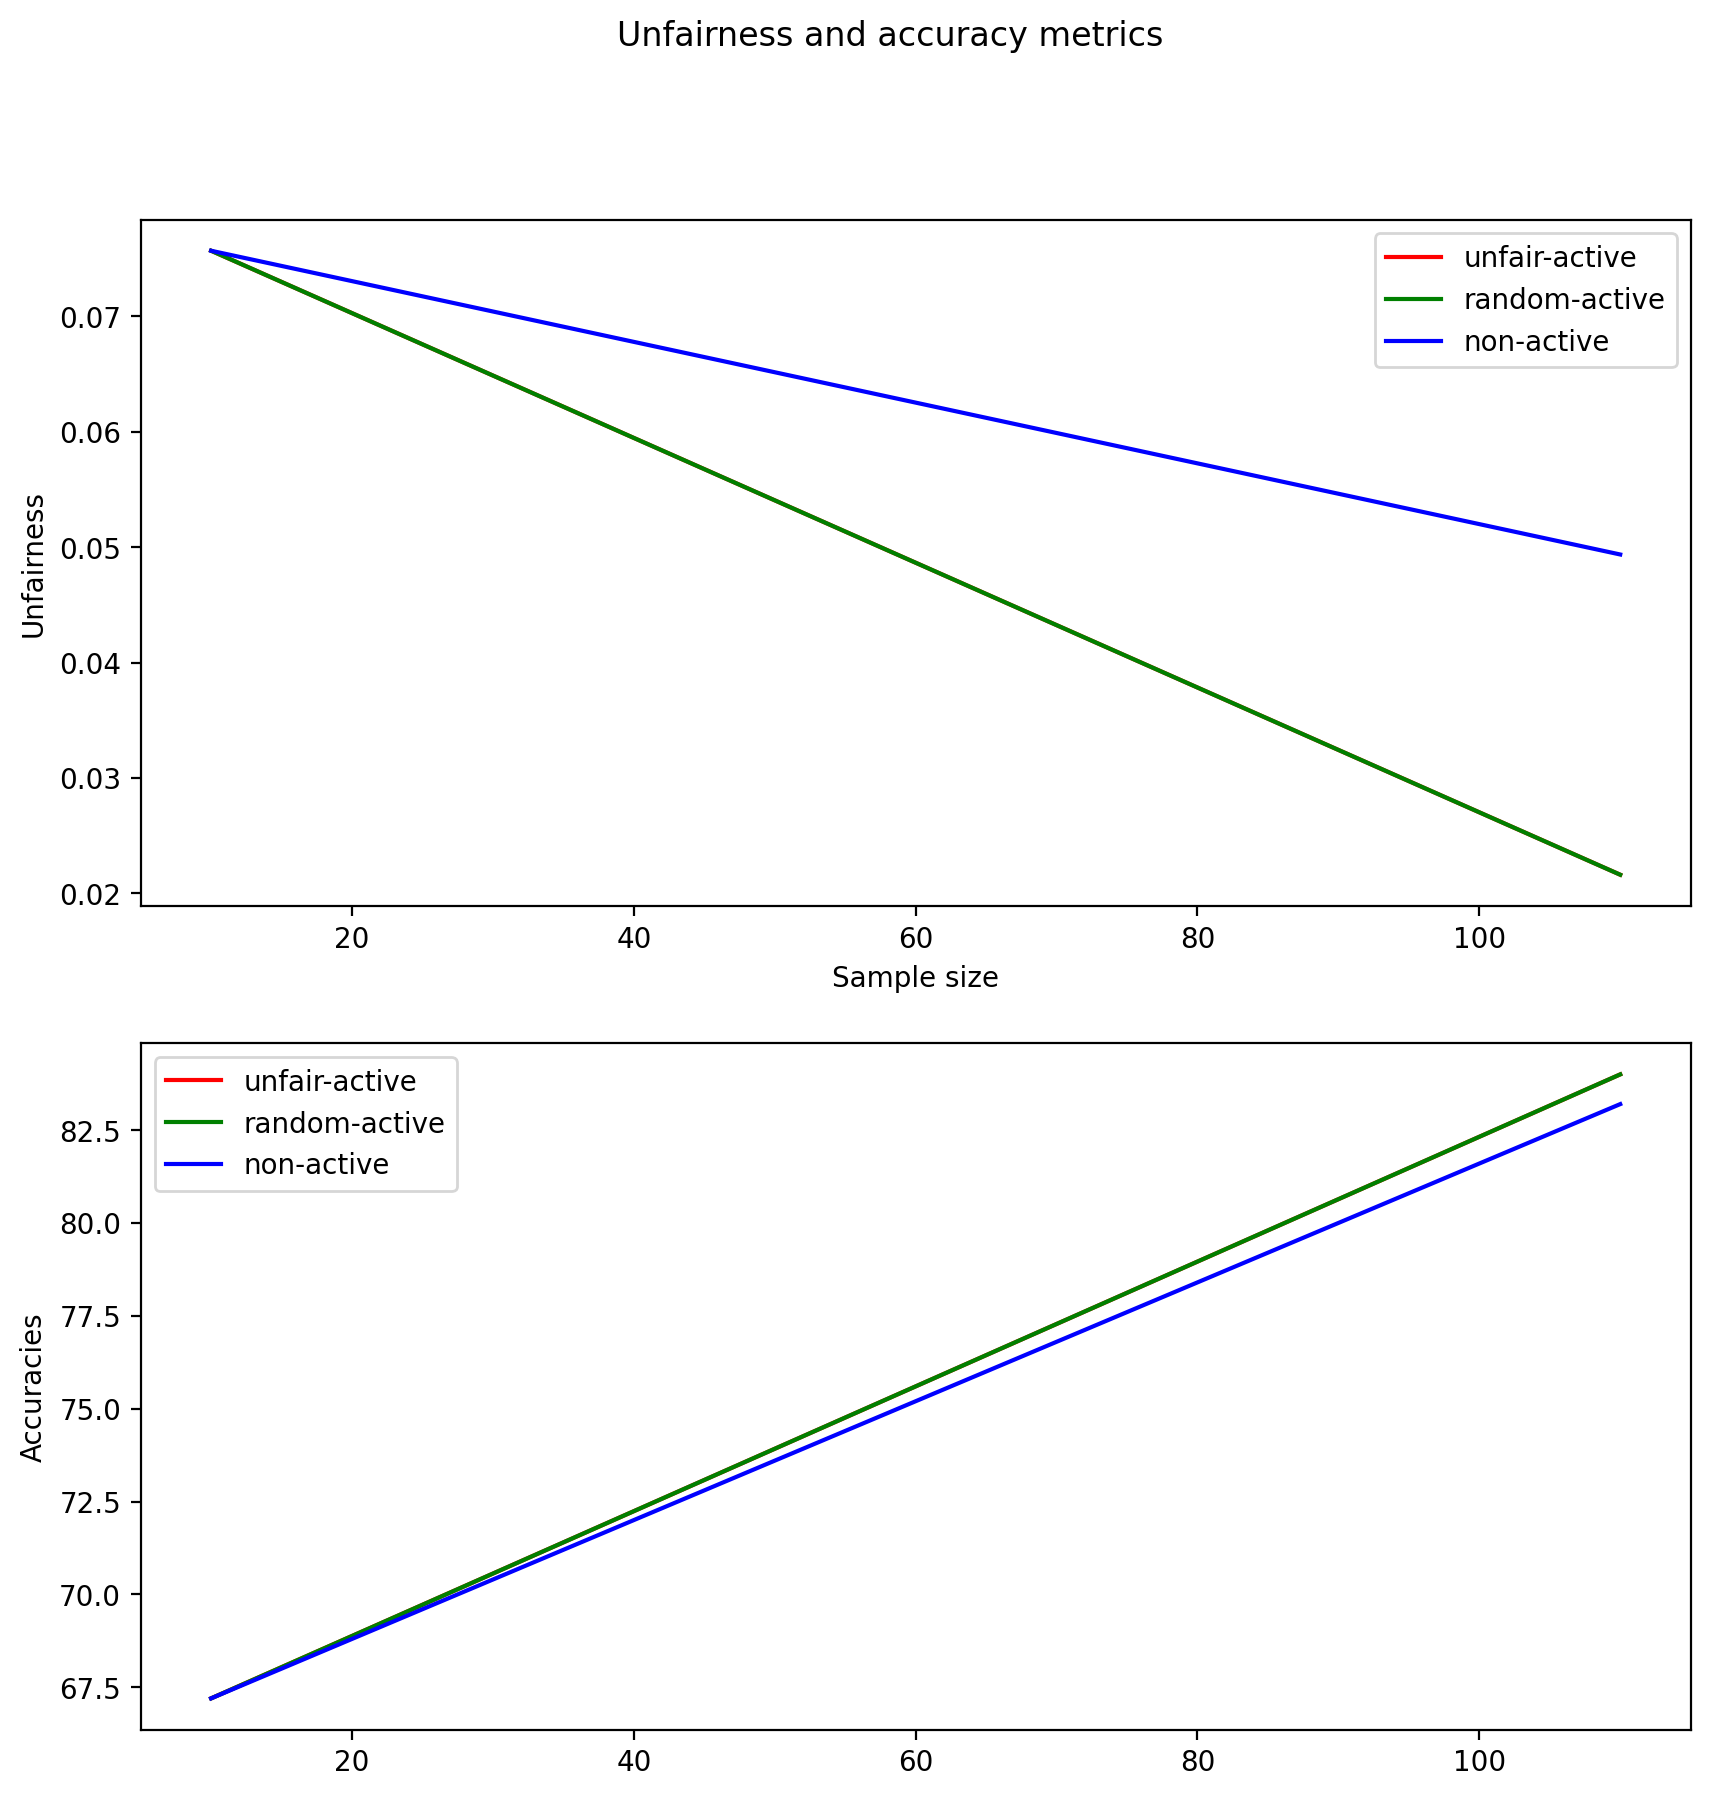 Unfairness and accuracy metrics
unfair-active
random-active
non-active
0.07
0.06
0.05
0.04
0.03
0.02
Unfairness
20 40 60 80 100
Sample size
unfair-active
random-active
non-active
82.5
80.0
77.5
75.0
72.5
70.0
67.5
Accuracies
20 40 60 80 100